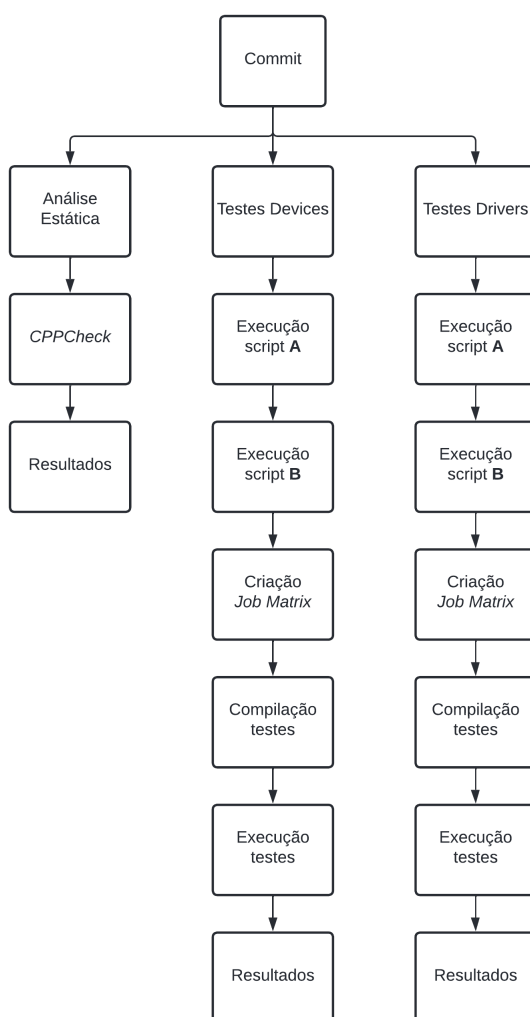 Commit
Análise
Estática
Testes Devices
Testes Drivers
CPPCheck
Execução
script A
Execução
script A
Resultados
Execução
script B
Execução
script B
Criação
Job Matrix
Criação
Job Matrix
Compilação
testes
Compilação
testes
Execução
testes
Execução
testes
Resultados
Resultados